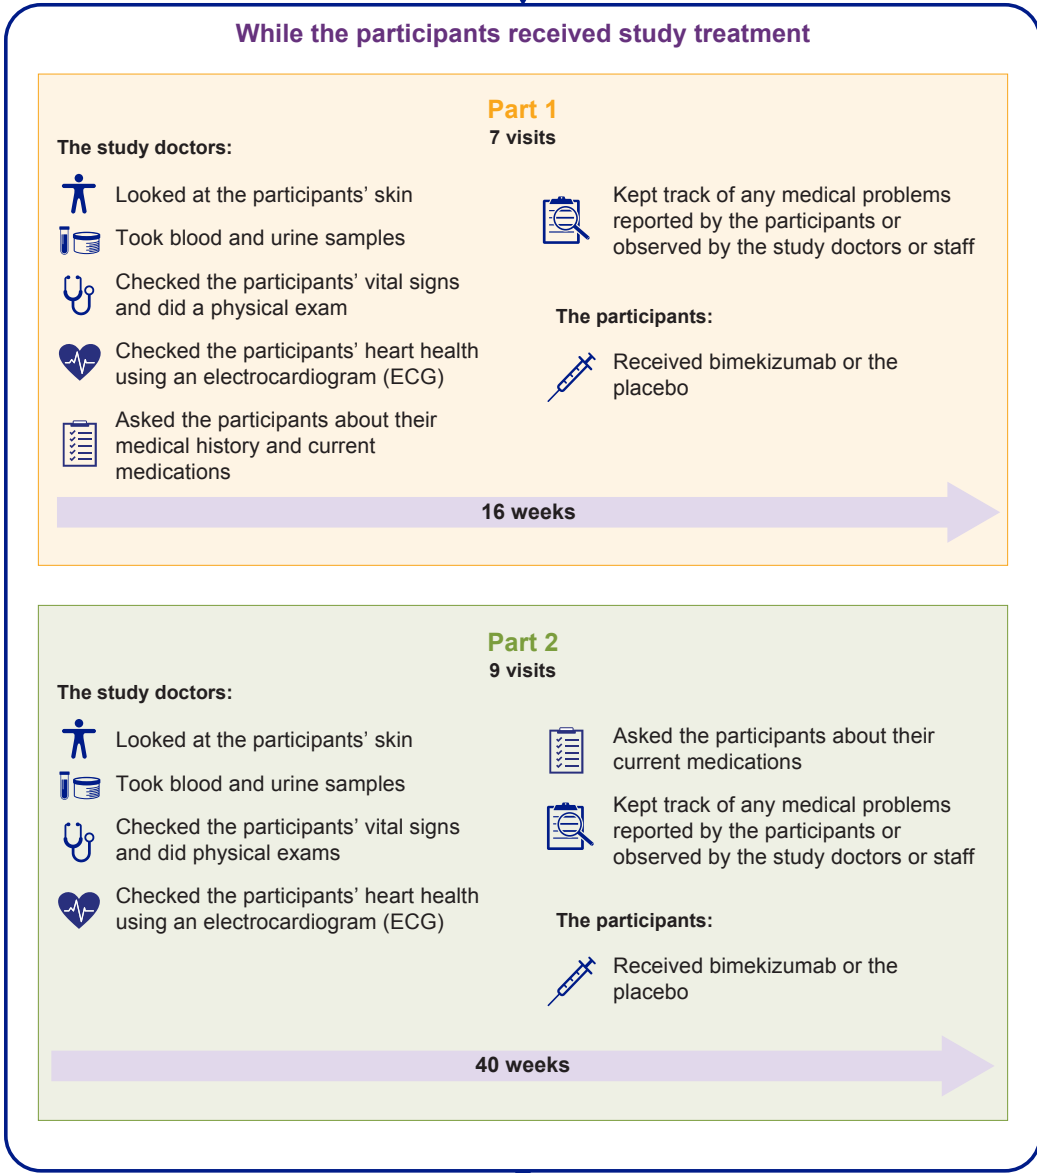 While the participants received study treatment
Part 1
7 visits
The study doctors:
Looked at the participants’ skin
Took blood and urine samples
Checked the participants’ vital signs
and did a physical exam
Checked the participants’ heart health
using an electrocardiogram (ECG)
Asked the participants about their
medical history and current
medications
Kept track of any medical problems
reported by the participants or
observed by the study doctors or staff
The participants:
Received bimekizumab or the
placebo
16 weeks
Part 2
9 visits
The study doctors:
Looked at the participants’ skin
Took blood and urine samples
Checked the participants’ vital signs
and did physical exams
Checked the participants’ heart health
using an electrocardiogram (ECG)
Asked the participants about their
current medications
Kept track of any medical problems
reported by the participants or
observed by the study doctors or staff
The participants:
Received bimekizumab or the
placebo
40 weeks